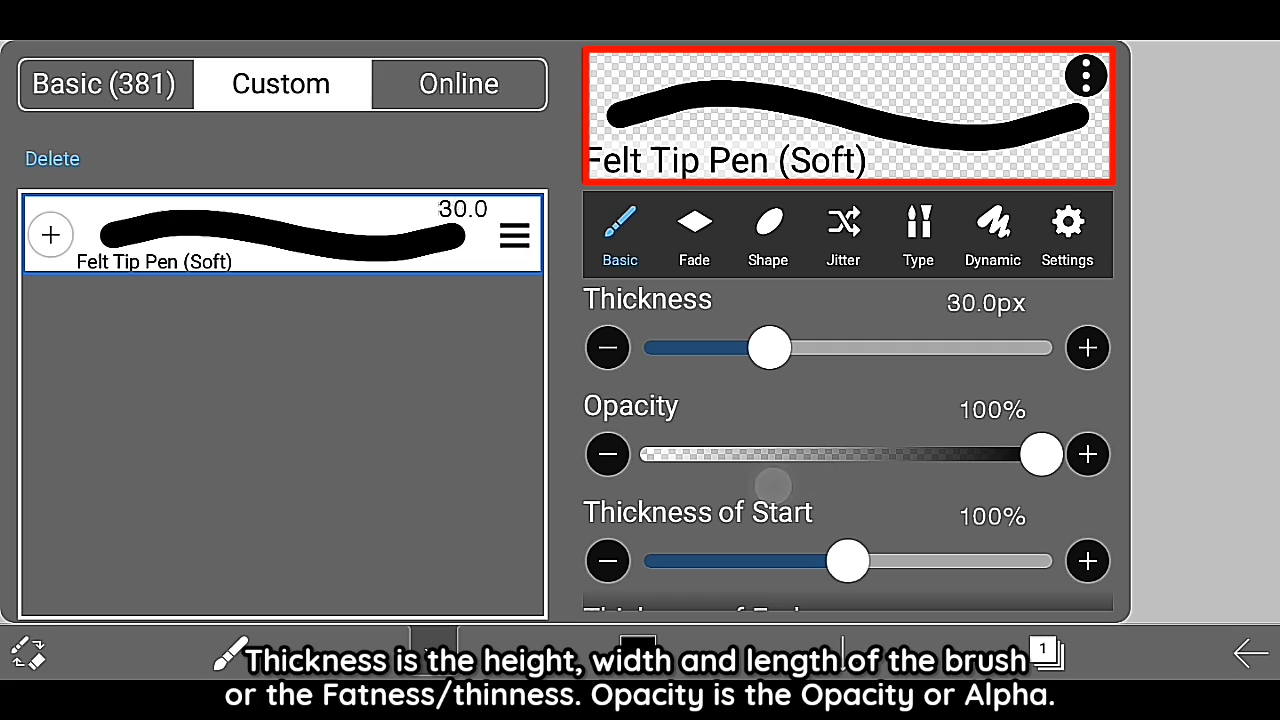 Basic (381)
Custom
Online
Delete
30.0
Felt Tip Pen (Soft)
Felt Tip Pen (Soft)
Basic
Fade
Shape
Jitter
Type
Dynamic
Settings
Thickness
30.0px
Opacity
100%
Thickness of Start
100%
1
Thickness is the height, width and length of the brush
or the Fatness/thinness. Opacity is the Opacity or Alpha.